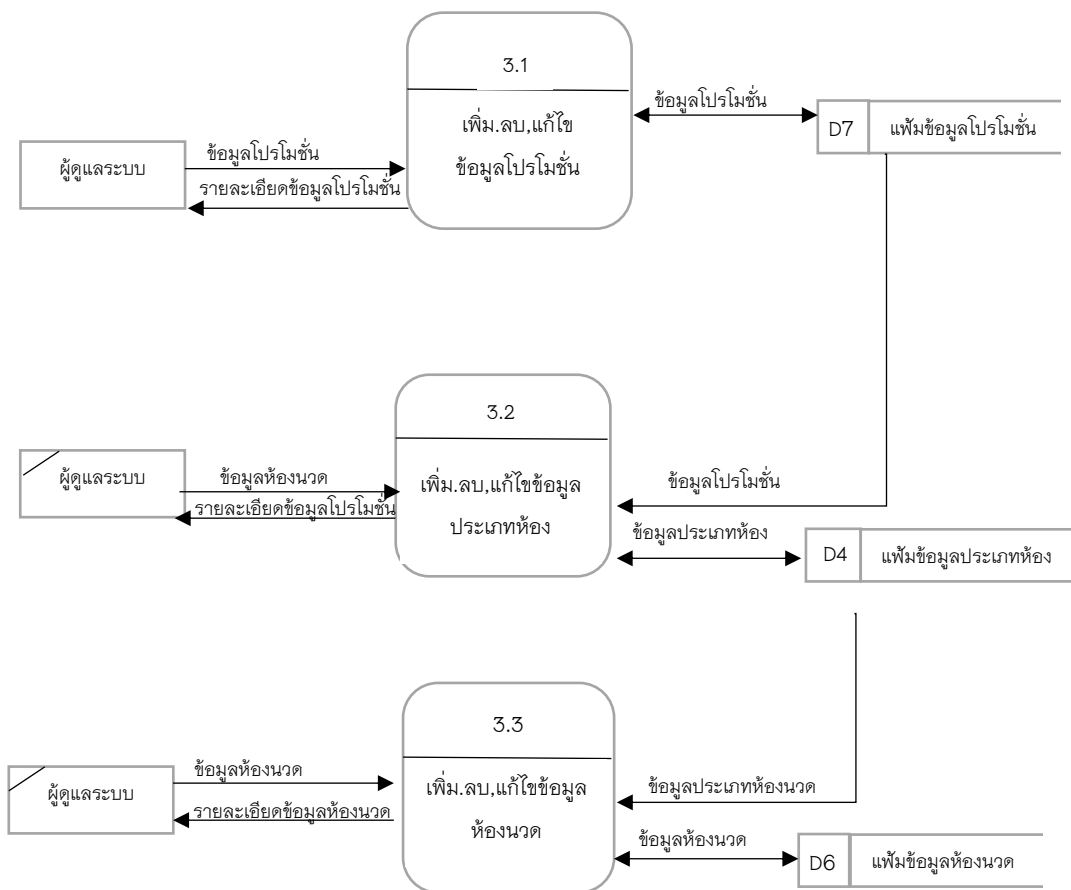 3.1
เพิ่ม.ลบ,แก้ไข
ข้อมูลโปรโมชั่น
ข้อมูลโปรโมชั่น
D7
แฟ้มข้อมูลโปรโมชั่น
ผู้ดูแลระบบ
ข้อมูลโปรโมชั่น
รายละเอียดข้อมูลโปรโมชั่น
3.2
เพิ่ม.ลบ,แก้ไขข้อมูล
ประเภทห้อง
ผู้ดูแลระบบ
ข้อมูลห้องนวด
รายละเอียดข้อมูลโปรโมชั่น
ข้อมูลโปรโมชั่น
ข้อมูลประเภทห้อง
D4
แฟ้มข้อมูลประเภทห้อง
3.3
เพิ่ม.ลบ,แก้ไขข้อมูล
ห้องนวด
ผู้ดูแลระบบ
ข้อมูลห้องนวด
รายละเอียดข้อมูลห้องนวด
ข้อมูลประเภทห้องนวด
ข้อมูลห้องนวด
D6
แฟ้มข้อมูลห้องนวด